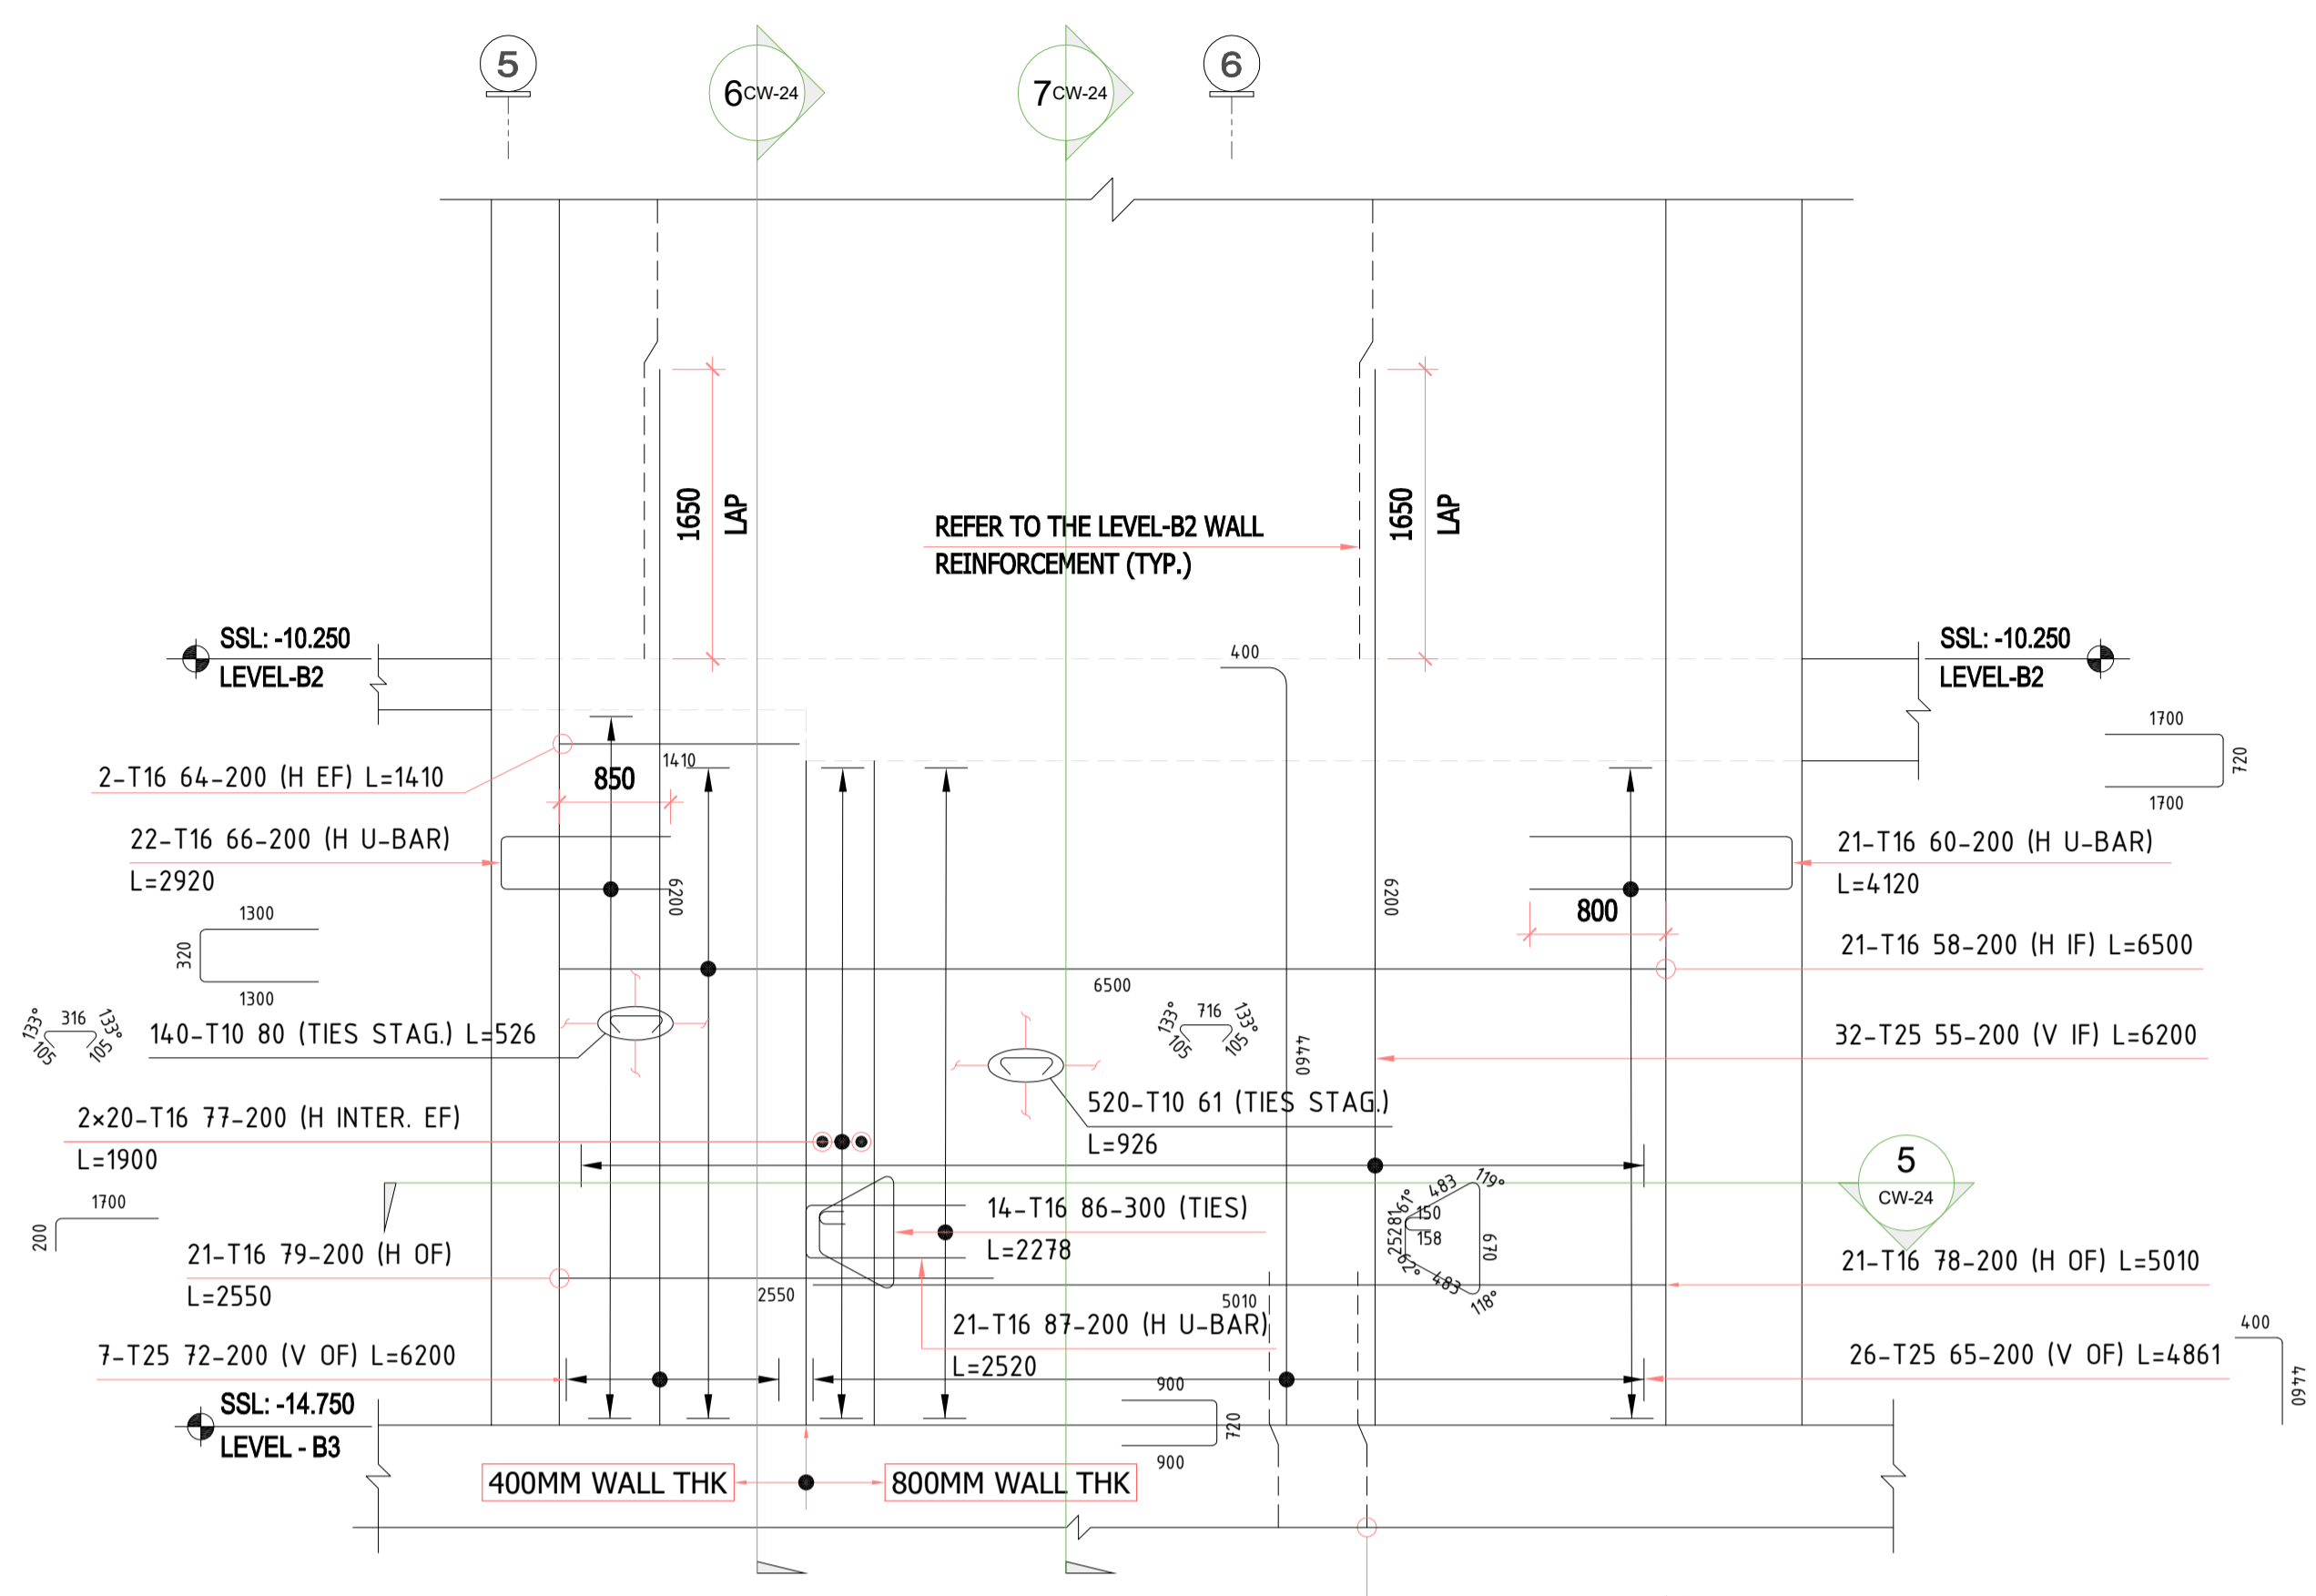 5
6 CW-24
7 CW-24
6
1650
LAP
REFER TO THE LEVEL-B2 WALL
REINFORCEMENT (TYP.)
1650
LAP
SSL: -10.250
LEVEL-B2
400
SSL: -10.250
LEVEL-B2
1700
720
1700
1410
850
2-T16 64-200 (H EF) L=1410
22-T16 66-200 (H U-BAR)
L=2920
6200
6200
21-T16 60-200 (H U-BAR)
L=4120
800
1300
320
1300
21-T16 58-200 (H IF) L=6500
6500
133°
316
133°
105
105
140-T10 80 (TIES STAG.) L=526
133°
716
133°
105
105
4460
32-T25 55-200 (V IF) L=6200
2×20-T16 77-200 (H INTER. EF)
L=1900
520-T10 61 (TIES STAG.)
L=926
5
CW-24
1700
200
14-T16 86-300 (TIES)
L=2278
61°
483
119°
150
158
25281
670
62°
483
118°
21-T16 79-200 (H OF)
L=2550
2550
5010
21-T16 78-200 (H OF) L=5010
21-T16 87-200 (H U-BAR)
L=2520
7-T25 72-200 (V OF) L=6200
26-T25 65-200 (V OF) L=4861
400
4460
900
720
900
SSL: -14.750
LEVEL - B3
400MM WALL THK
800MM WALL THK